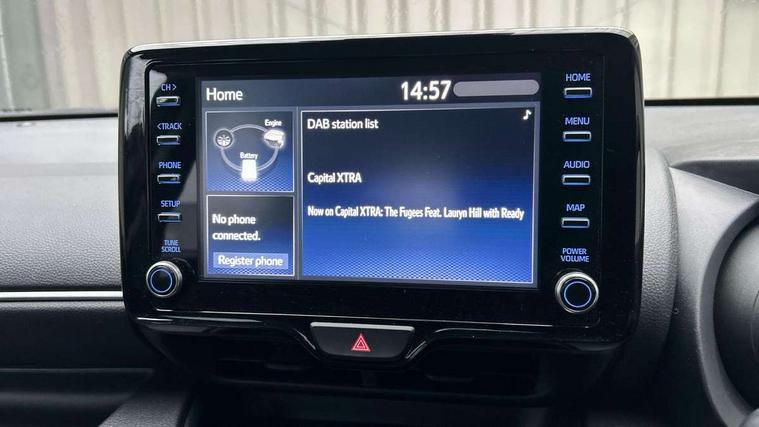 CH >
< TRACK
PHONE
SETUP
TUNE
SCROLL
Home
14:57
Engine
Battery
No phone
connected.
Register phone
DAB station list
Capital XTRA
Now on Capital XTRA: The Fugees Feat. Lauryn Hill with Ready
HOME
MENU
AUDIO
MAP
POWER
VOLUME